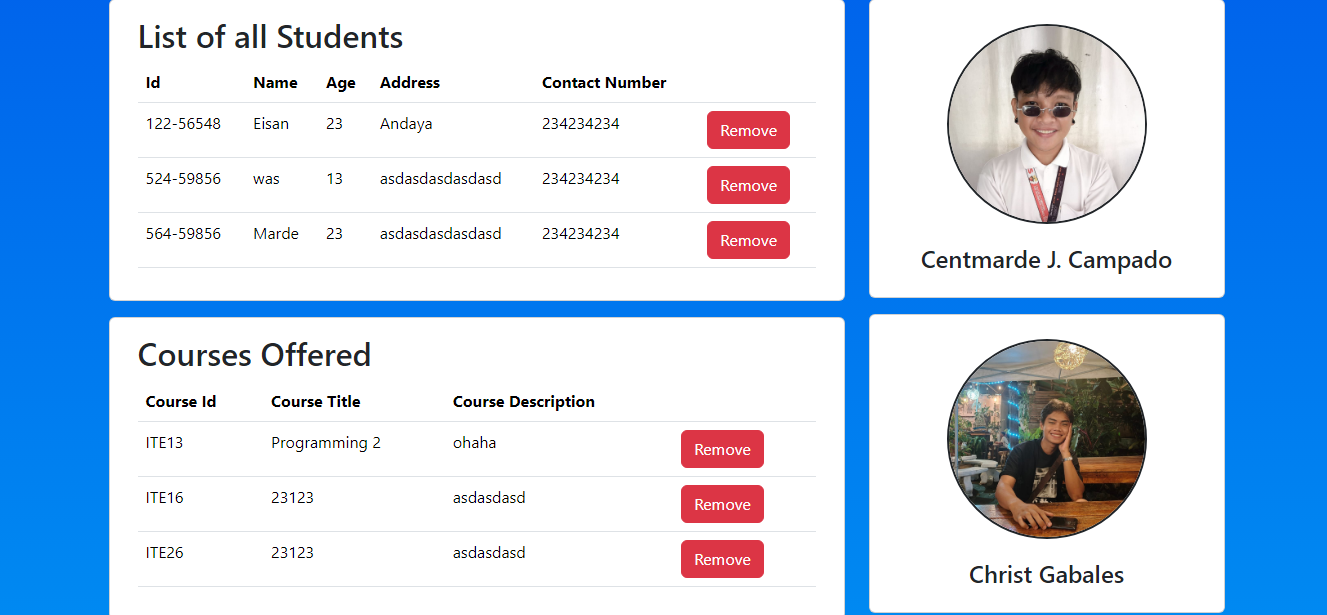 List of all Students
Id Name Age Address Contact Number
122-56548 Eisan 23 Andaya 234234234 Remove
524-59856 was 13 asdasdasdasdasd 234234234 Remove
564-59856 Marde 23 asdasdasdasdasd 234234234 Remove
Courses Offered
Course Id Course Title Course Description
ITE13 Programming 2 ohaha Remove
ITE16 23123 asdasdasd Remove
ITE26 23123 asdasdasd Remove
Centmarde J. Campado
Christ Gabales